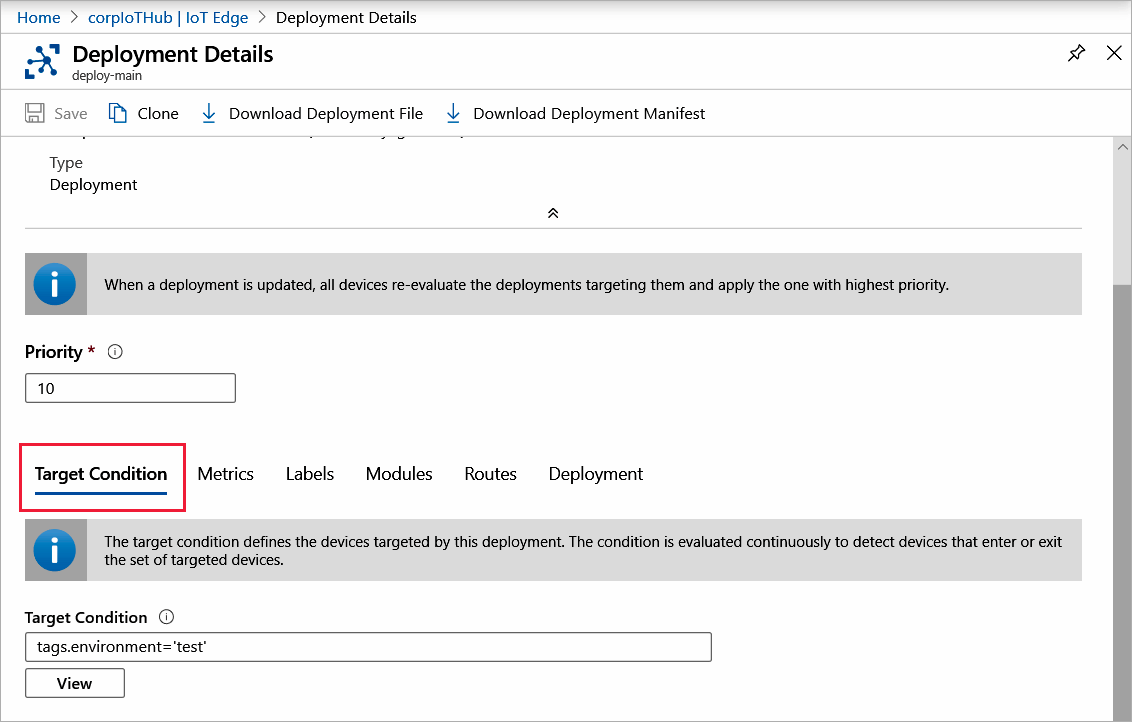 Home > corpIoTHub | IoT Edge > Deployment Details
Deployment Details
deploy-main
Save Clone Download Deployment File Download Deployment Manifest
Type
Deployment
When a deployment is updated, all devices re-evaluate the deployments targeting them and apply the one with highest priority.
Priority *
10
Target Condition Metrics Labels Modules Routes Deployment
The target condition defines the devices targeted by this deployment. The condition is evaluated continuously to detect devices that enter or exit
the set of targeted devices.
Target Condition
tags.environment='test'
View